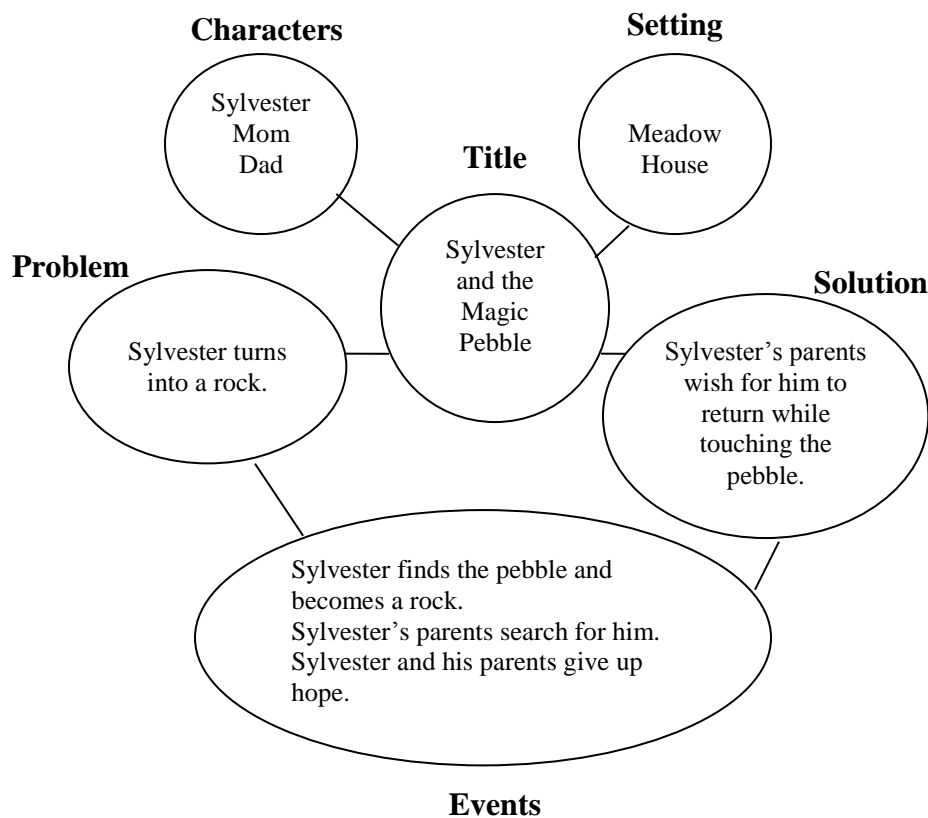 Characters
Sylvester
Mom
Dad
Setting
Meadow
House
Title
Sylvester
and the
Magic
Pebble
Problem
Sylvester turns
into a rock.
Solution
Sylvester’s parents
wish for him to
return while
touching the
pebble.
Sylvester finds the pebble and
becomes a rock.
Sylvester’s parents search for him.
Sylvester and his parents give up
hope.
Events